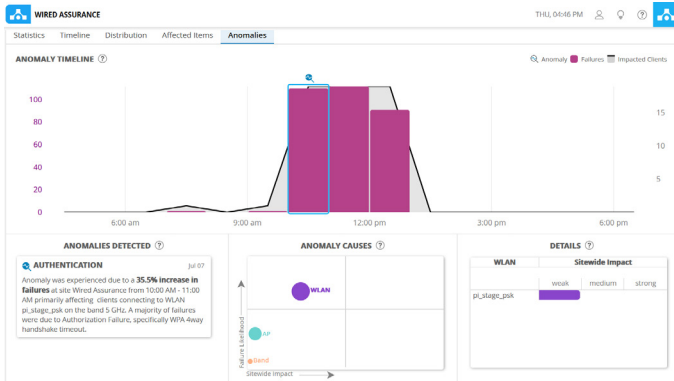 WIRED ASSURANCE
THU, 04:46 PM
Statistics Timeline Distribution Affected Items Anomalies
ANOMALY TIMELINE
Anomaly Failures Impacted Clients
100
80
60
40
20
0
15
10
5
6:00 am 9:00 am 12:00 pm 3:00 pm 6:00 pm
ANOMALIES DETECTED
AUTHENTICATION Jul 07
Anomaly was experienced due to a 35.5% increase in
failures at site Wired Assurance from 10:00 AM - 11:00
AM primarily affecting clients connecting to WLAN
pi_stage_psk on the band 5 GHz. A majority of failures
were due to Authorization Failure, specifically WPA 4way
handshake timeout.
ANOMALY CAUSES
Failure Likelihood
WLAN
AP
Band
Sitewide Impact
DETAILS
WLAN Sitewide Impact
weak medium strong
pi_stage_psk